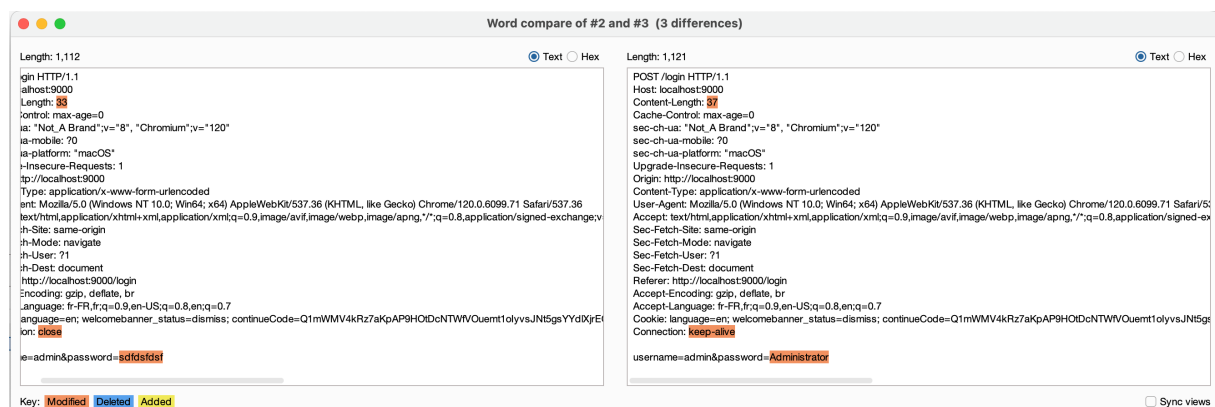 Word compare of #2 and #3 (3 differences)
Length: 1,112 Text Hex
gin HTTP/1.1
alhost:9000
Length: 33
Control: max-age=0
ua: "Not_A Brand";v="8", "Chromium";v="120"
ua-mobile: ?0
ua-platform: "macOS"
e-Insecure-Requests: 1
ttp://localhost:9000
Type: application/x-www-form-urlencoded
ent: Mozilla/5.0 (Windows NT 10.0; Win64; x64) AppleWebKit/537.36 (KHTML, like Gecko) Chrome/120.0.6099.71 Safari/537.36
text/html,application/xhtml+xml,application/xml;q=0.9,image/avif,image/webp,image/apng,*/*;q=0.8,application/signed-exchange;v
ch-Site: same-origin
ch-Mode: navigate
ch-User: ?1
ch-Dest: document
http://localhost:9000/login
Encoding: gzip, deflate, br
Language: fr-FR,fr;q=0.9,en-US;q=0.8,en;q=0.7
anguage=en; welcomebanner_status=dismiss; continueCode=Q1mWMV4kRz7aKpAP9HOtDcNTWfVOuemt1olyvsJNt5gsYYdlXjrE
ion: close
e=admin&password=sdfdsfdsf
Length: 1,121 Text Hex
POST /login HTTP/1.1
Host: localhost:9000
Content-Length: 37
Cache-Control: max-age=0
sec-ch-ua: "Not_A Brand";v="8", "Chromium";v="120"
sec-ch-ua-mobile: ?0
sec-ch-ua-platform: "macOS"
Upgrade-Insecure-Requests: 1
Origin: http://localhost:9000
Content-Type: application/x-www-form-urlencoded
User-Agent: Mozilla/5.0 (Windows NT 10.0; Win64; x64) AppleWebKit/537.36 (KHTML, like Gecko) Chrome/120.0.6099.71 Safari/53
Accept: text/html,application/xhtml+xml,application/xml;q=0.9,image/avif,image/webp,image/apng,*/*;q=0.8,application/signed-ex
Sec-Fetch-Site: same-origin
Sec-Fetch-Mode: navigate
Sec-Fetch-User: ?1
Sec-Fetch-Dest: document
Referer: http://localhost:9000/login
Accept-Encoding: gzip, deflate, br
Accept-Language: fr-FR,fr;q=0.9,en-US;q=0.8,en;q=0.7
Cookie: language=en; welcomebanner_status=dismiss; continueCode=Q1mWMV4kRz7aKpAP9HOtDcNTWfVOuemt1olyvsJNt5gs
Connection: keep-alive
username=admin&password=Administrator
Key: Modified Deleted Added
Sync views